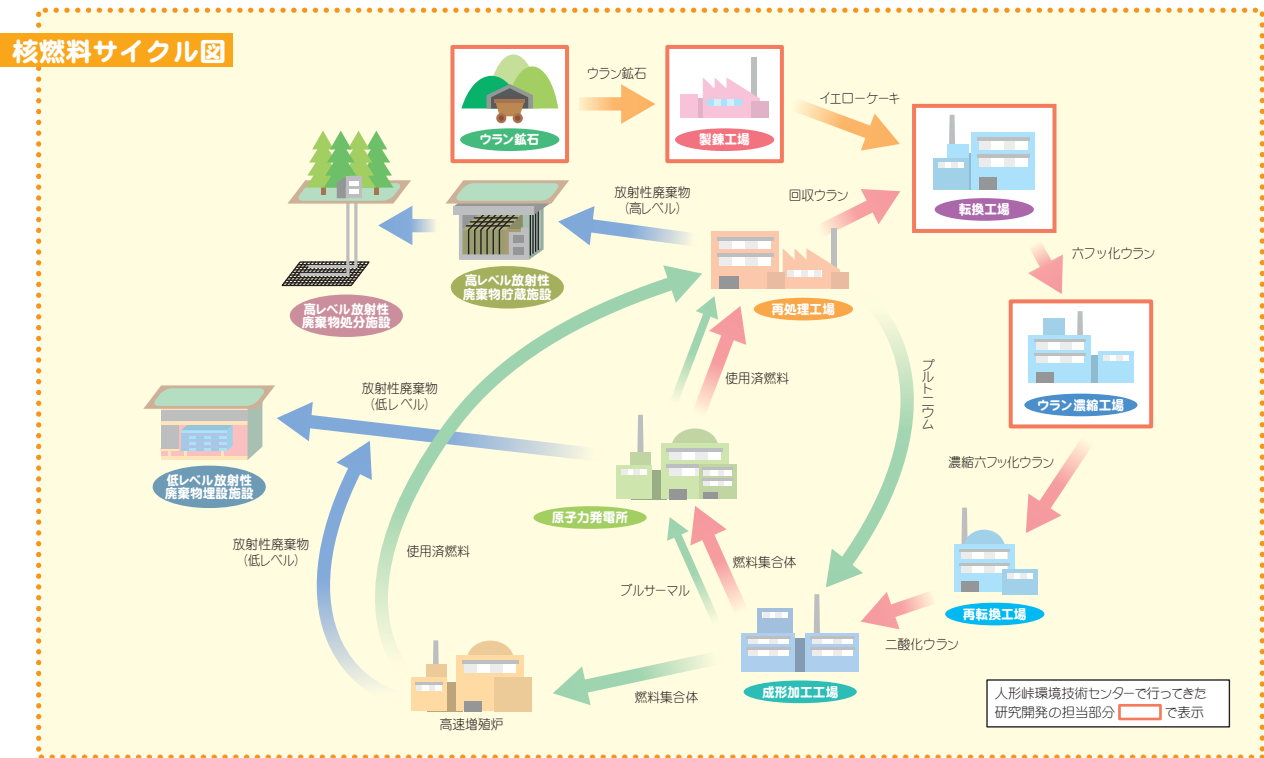 核燃料サイクル図
ウラン鉱石
ウラン鉱石
製錬工場
イエローケーキ
転換工場
回収ウラン
六フッ化ウラン
ウラン濃縮工場
濃縮六フッ化ウラン
再転換工場
二酸化ウラン
成形加工工場
プルトニウム
再処理工場
使用済燃料
放射性廃棄物
(高レベル)
高レベル放射性
廃棄物貯蔵施設
高レベル放射性
廃棄物処分施設
放射性廃棄物
(低レベル)
低レベル放射性
廃棄物埋設施設
放射性廃棄物
(低レベル)
使用済燃料
原子力発電所
燃料集合体
プルサーマル
燃料集合体
高速増殖炉
人形峠環境技術センターで行ってきた
研究開発の担当部分 で表示